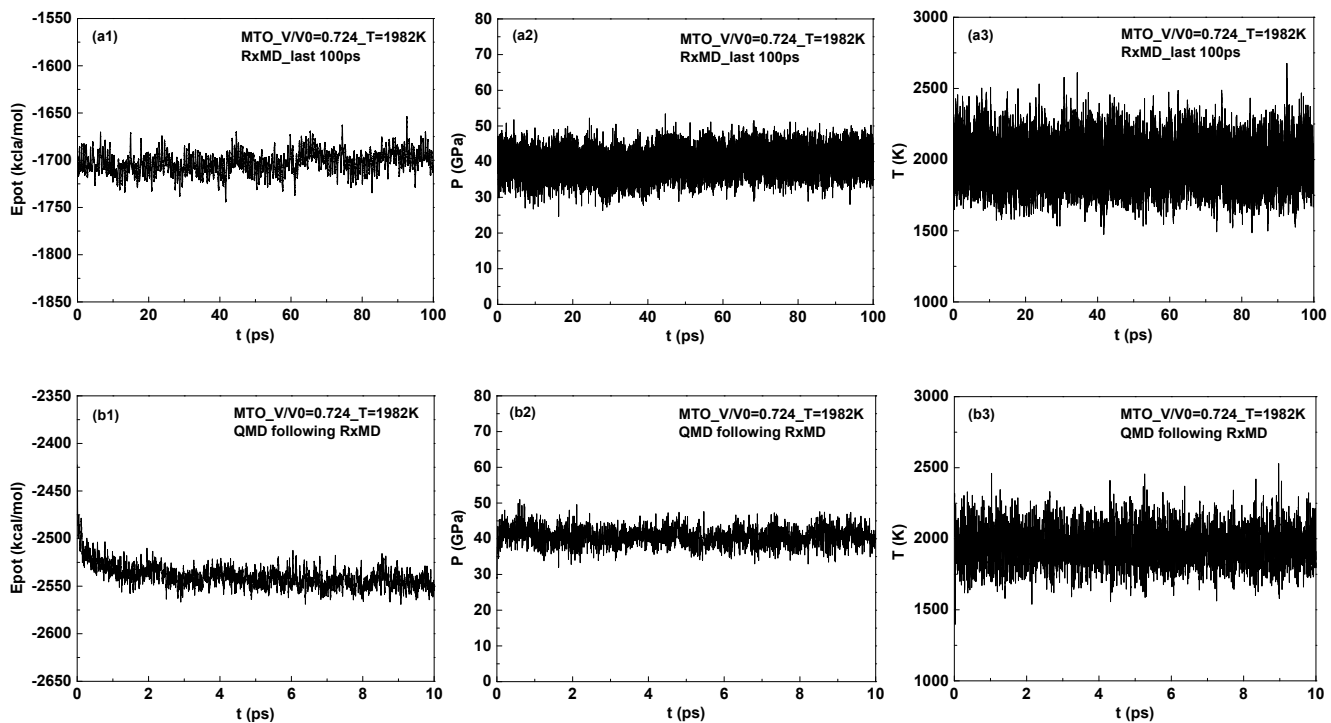 (a1)
MTO_V/V0=0.724_T=1982K
RxMD_last 100ps
Epot (kcla/mol)
-1550
-1600
-1650
-1700
-1750
-1800
-1850
0 20 40 60 80 100
t (ps)
(a2)
MTO_V/V0=0.724_T=1982K
RxMD_last 100ps
P (GPa)
80
70
60
50
40
30
20
10
0
0 20 40 60 80 100
t (ps)
(a3)
MTO_V/V0=0.724_T=1982K
RxMD_last 100ps
T (K)
3000
2500
2000
1500
1000
0 20 40 60 80 100
t (ps)
(b1)
MTO_V/V0=0.724_T=1982K
QMD following RxMD
Epot (kcal/mol)
-2350
-2400
-2450
-2500
-2550
-2600
-2650
0 2 4 6 8 10
t (ps)
(b2)
MTO_V/V0=0.724_T=1982K
QMD following RxMD
P (GPa)
80
70
60
50
40
30
20
10
0
0 2 4 6 8 10
t (ps)
(b3)
MTO_V/V0=0.724_T=1982K
QMD following RxMD
T (K)
3000
2500
2000
1500
1000
0 2 4 6 8 10
t (ps)